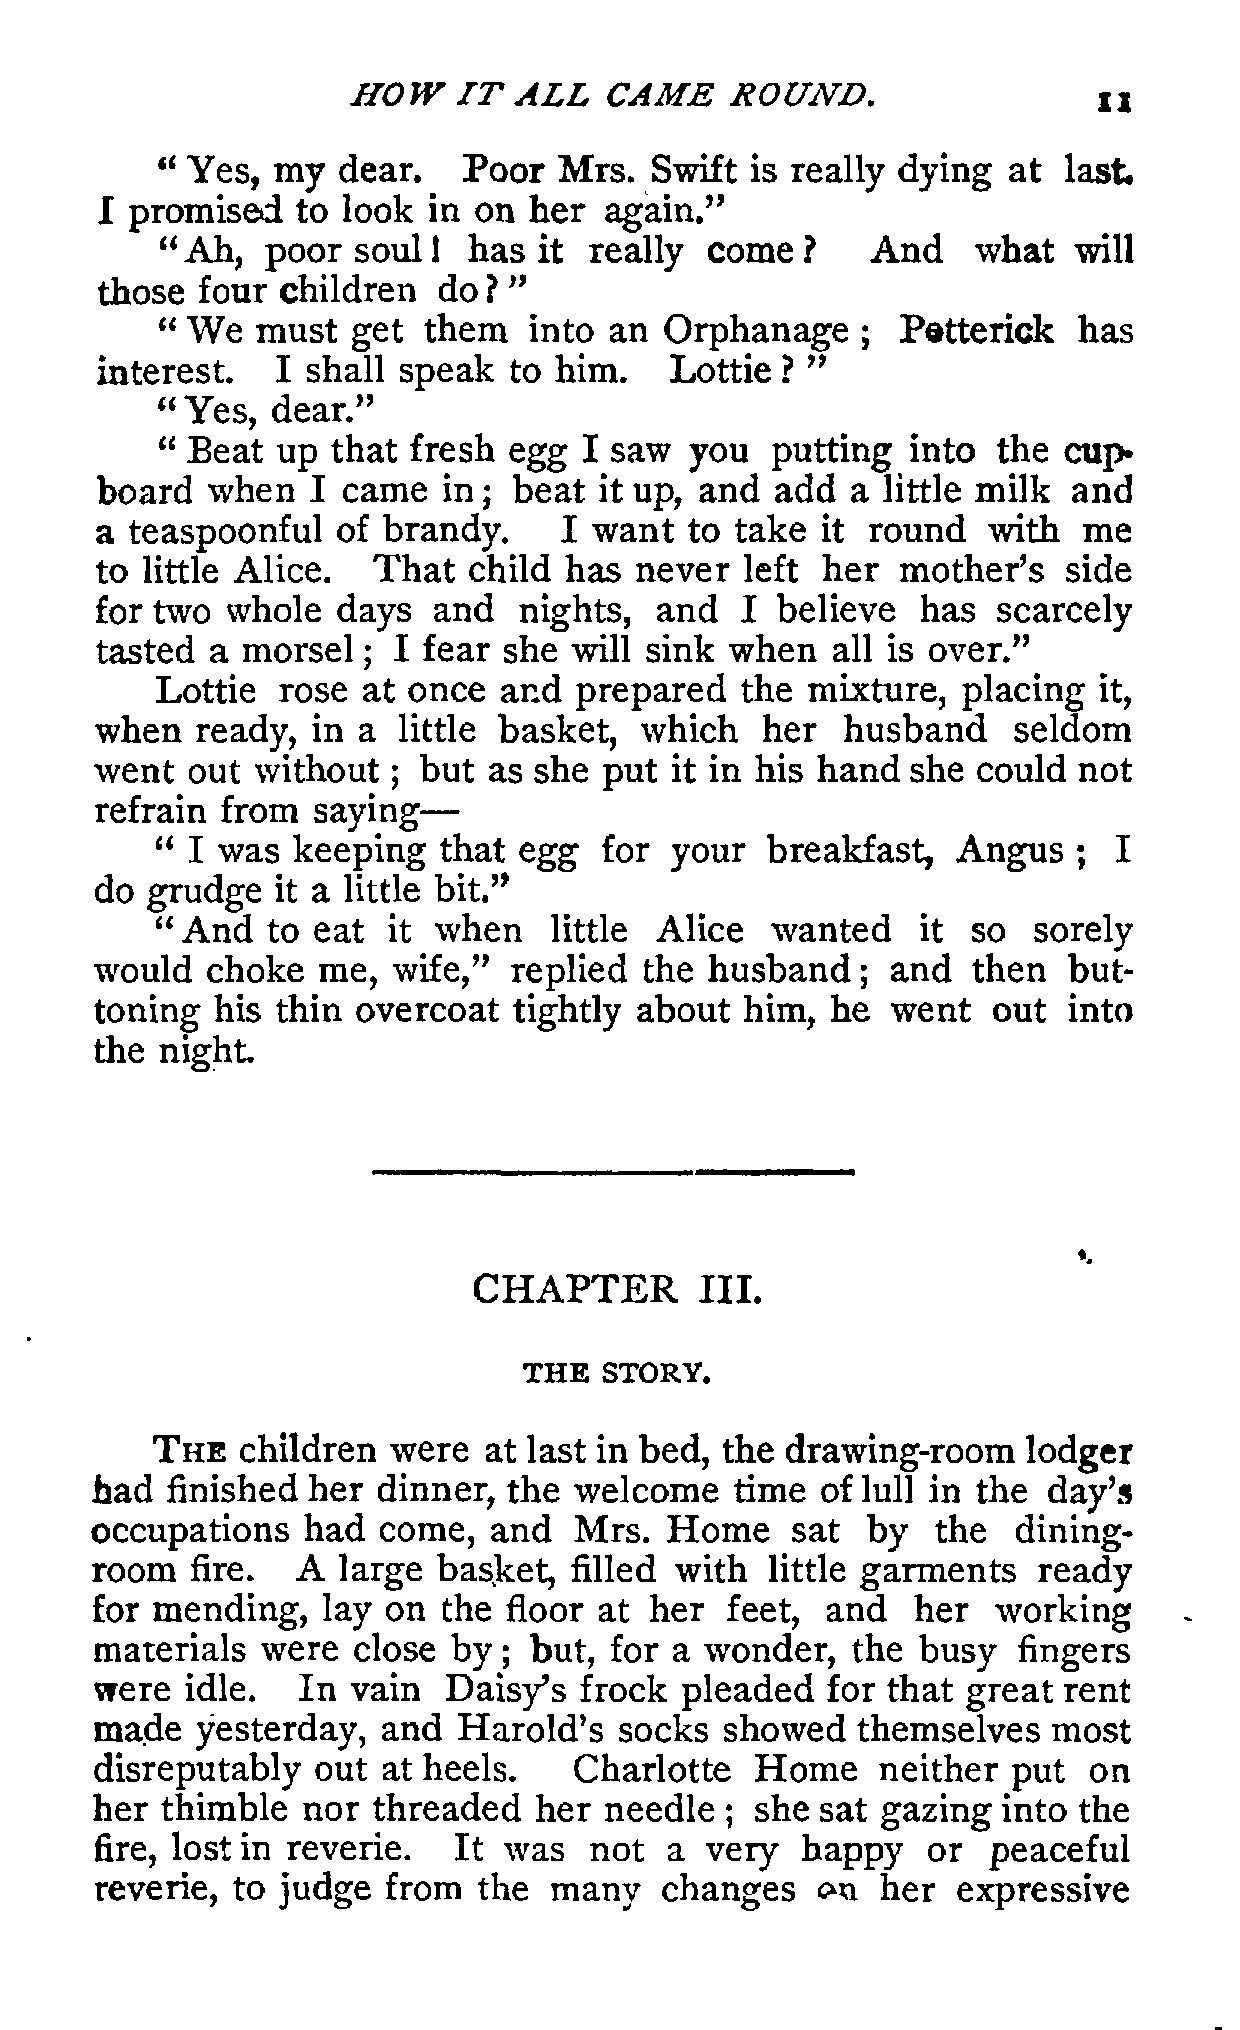 HOW IT ALL CAME ROUND. 11
"Yes, my dear. Poor Mrs. Swift is really dying at last.
I promised to look in on her again."
"Ah, poor soul! has it really come? And what will
those four children do?"
"We must get them into an Orphanage; Petterick has
interest. I shall speak to him. Lottie?"
"Yes, dear."
"Beat up that fresh egg I saw you putting into the cup-
board when I came in; beat it up, and add a little milk and
a teaspoonful of brandy. I want to take it round with me
to little Alice. That child has never left her mother's side
for two whole days and nights, and I believe has scarcely
tasted a morsel; I fear she will sink when all is over."
Lottie rose at once and prepared the mixture, placing it,
when ready, in a little basket, which her husband seldom
went out without; but as she put it in his hand she could not
refrain from saying—
"I was keeping that egg for your breakfast, Angus; I
do grudge it a little bit."
"And to eat it when little Alice wanted it so sorely
would choke me, wife," replied the husband; and then but-
toning his thin overcoat tightly about him, he went out into
the night.
CHAPTER III.
THE STORY.
THE children were at last in bed, the drawing-room lodger
had finished her dinner, the welcome time of lull in the day's
occupations had come, and Mrs. Home sat by the dining-
room fire. A large basket, filled with little garments ready
for mending, lay on the floor at her feet, and her working
materials were close by; but, for a wonder, the busy fingers
were idle. In vain Daisy's frock pleaded for that great rent
made yesterday, and Harold's socks showed themselves most
disreputably out at heels. Charlotte Home neither put on
her thimble nor threaded her needle; she sat gazing into the
fire, lost in reverie. It was not a very happy or peaceful
reverie, to judge from the many changes on her expressive